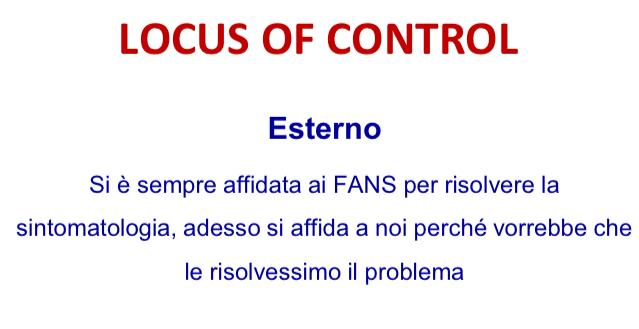 LOCUS OF CONTROL
Esterno
Si è sempre affidata ai FANS per risolvere la
sintomatologia, adesso si affida a noi perché vorrebbe che
le risolvessimo il problema